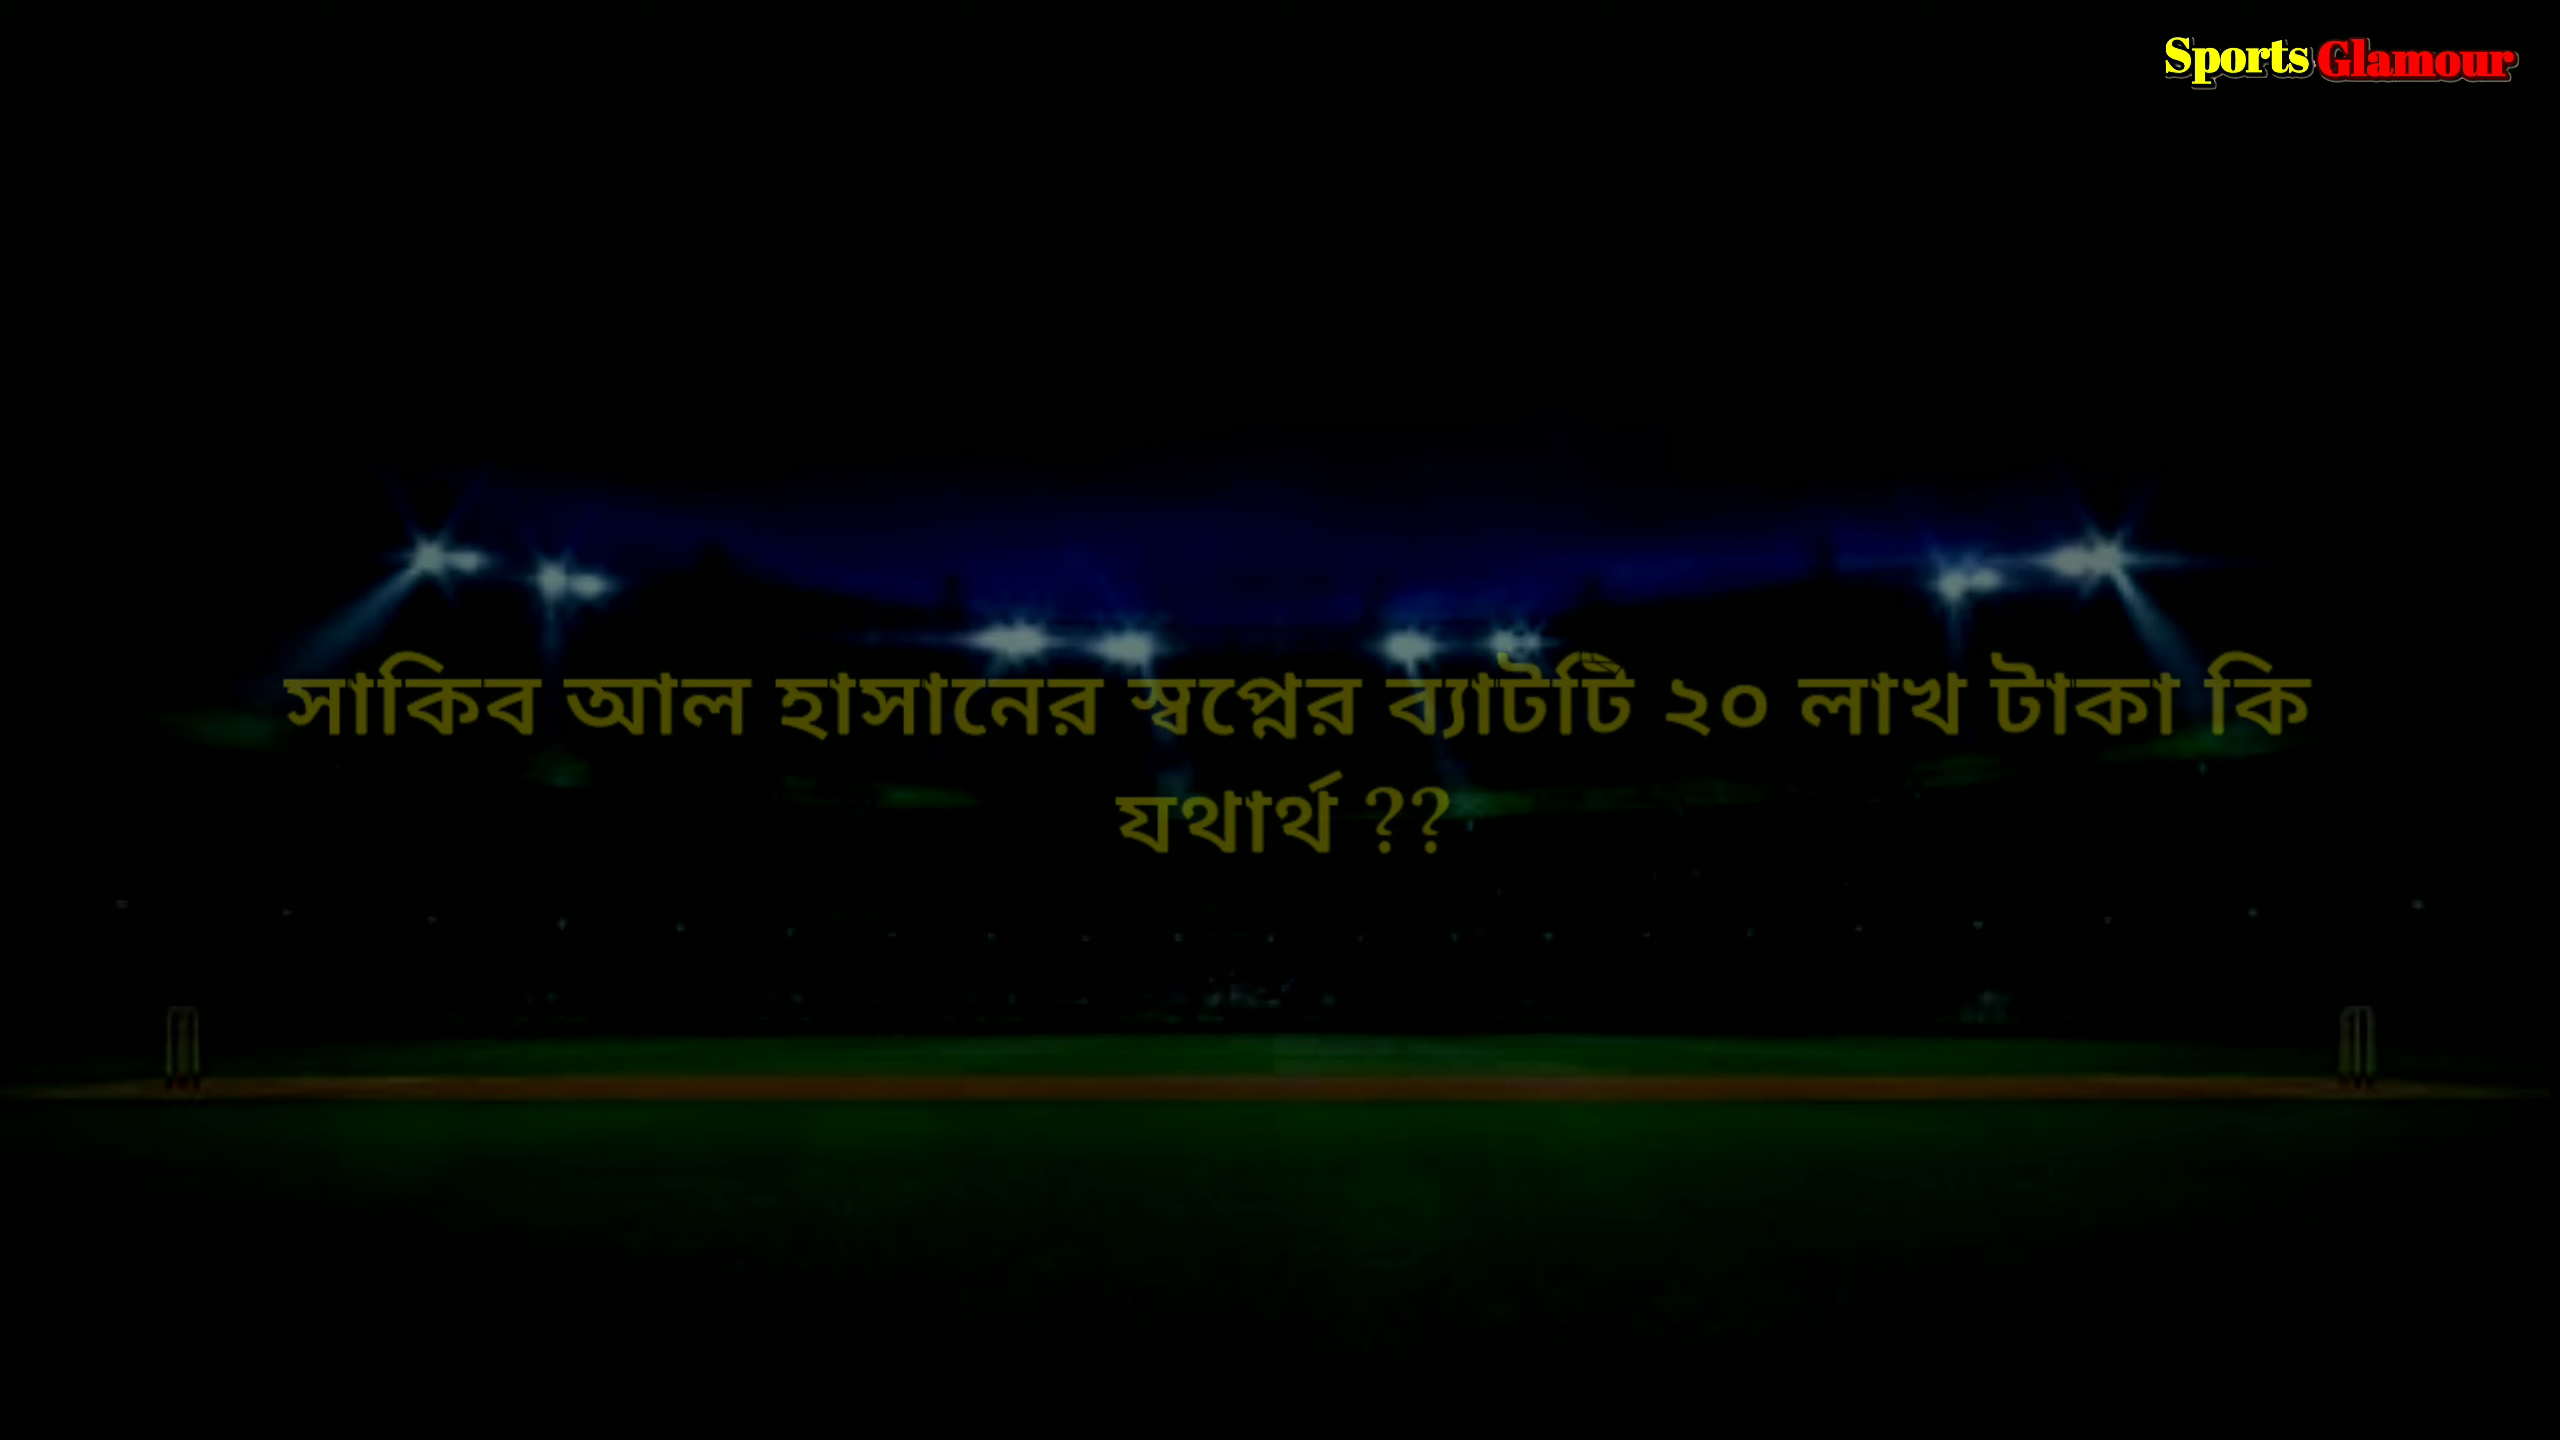 Sports Glamour
সাকিব আল হাসানের স্বপ্নের ব্যাটটি ২০ লাখ টাকা কি
যথার্থ ??